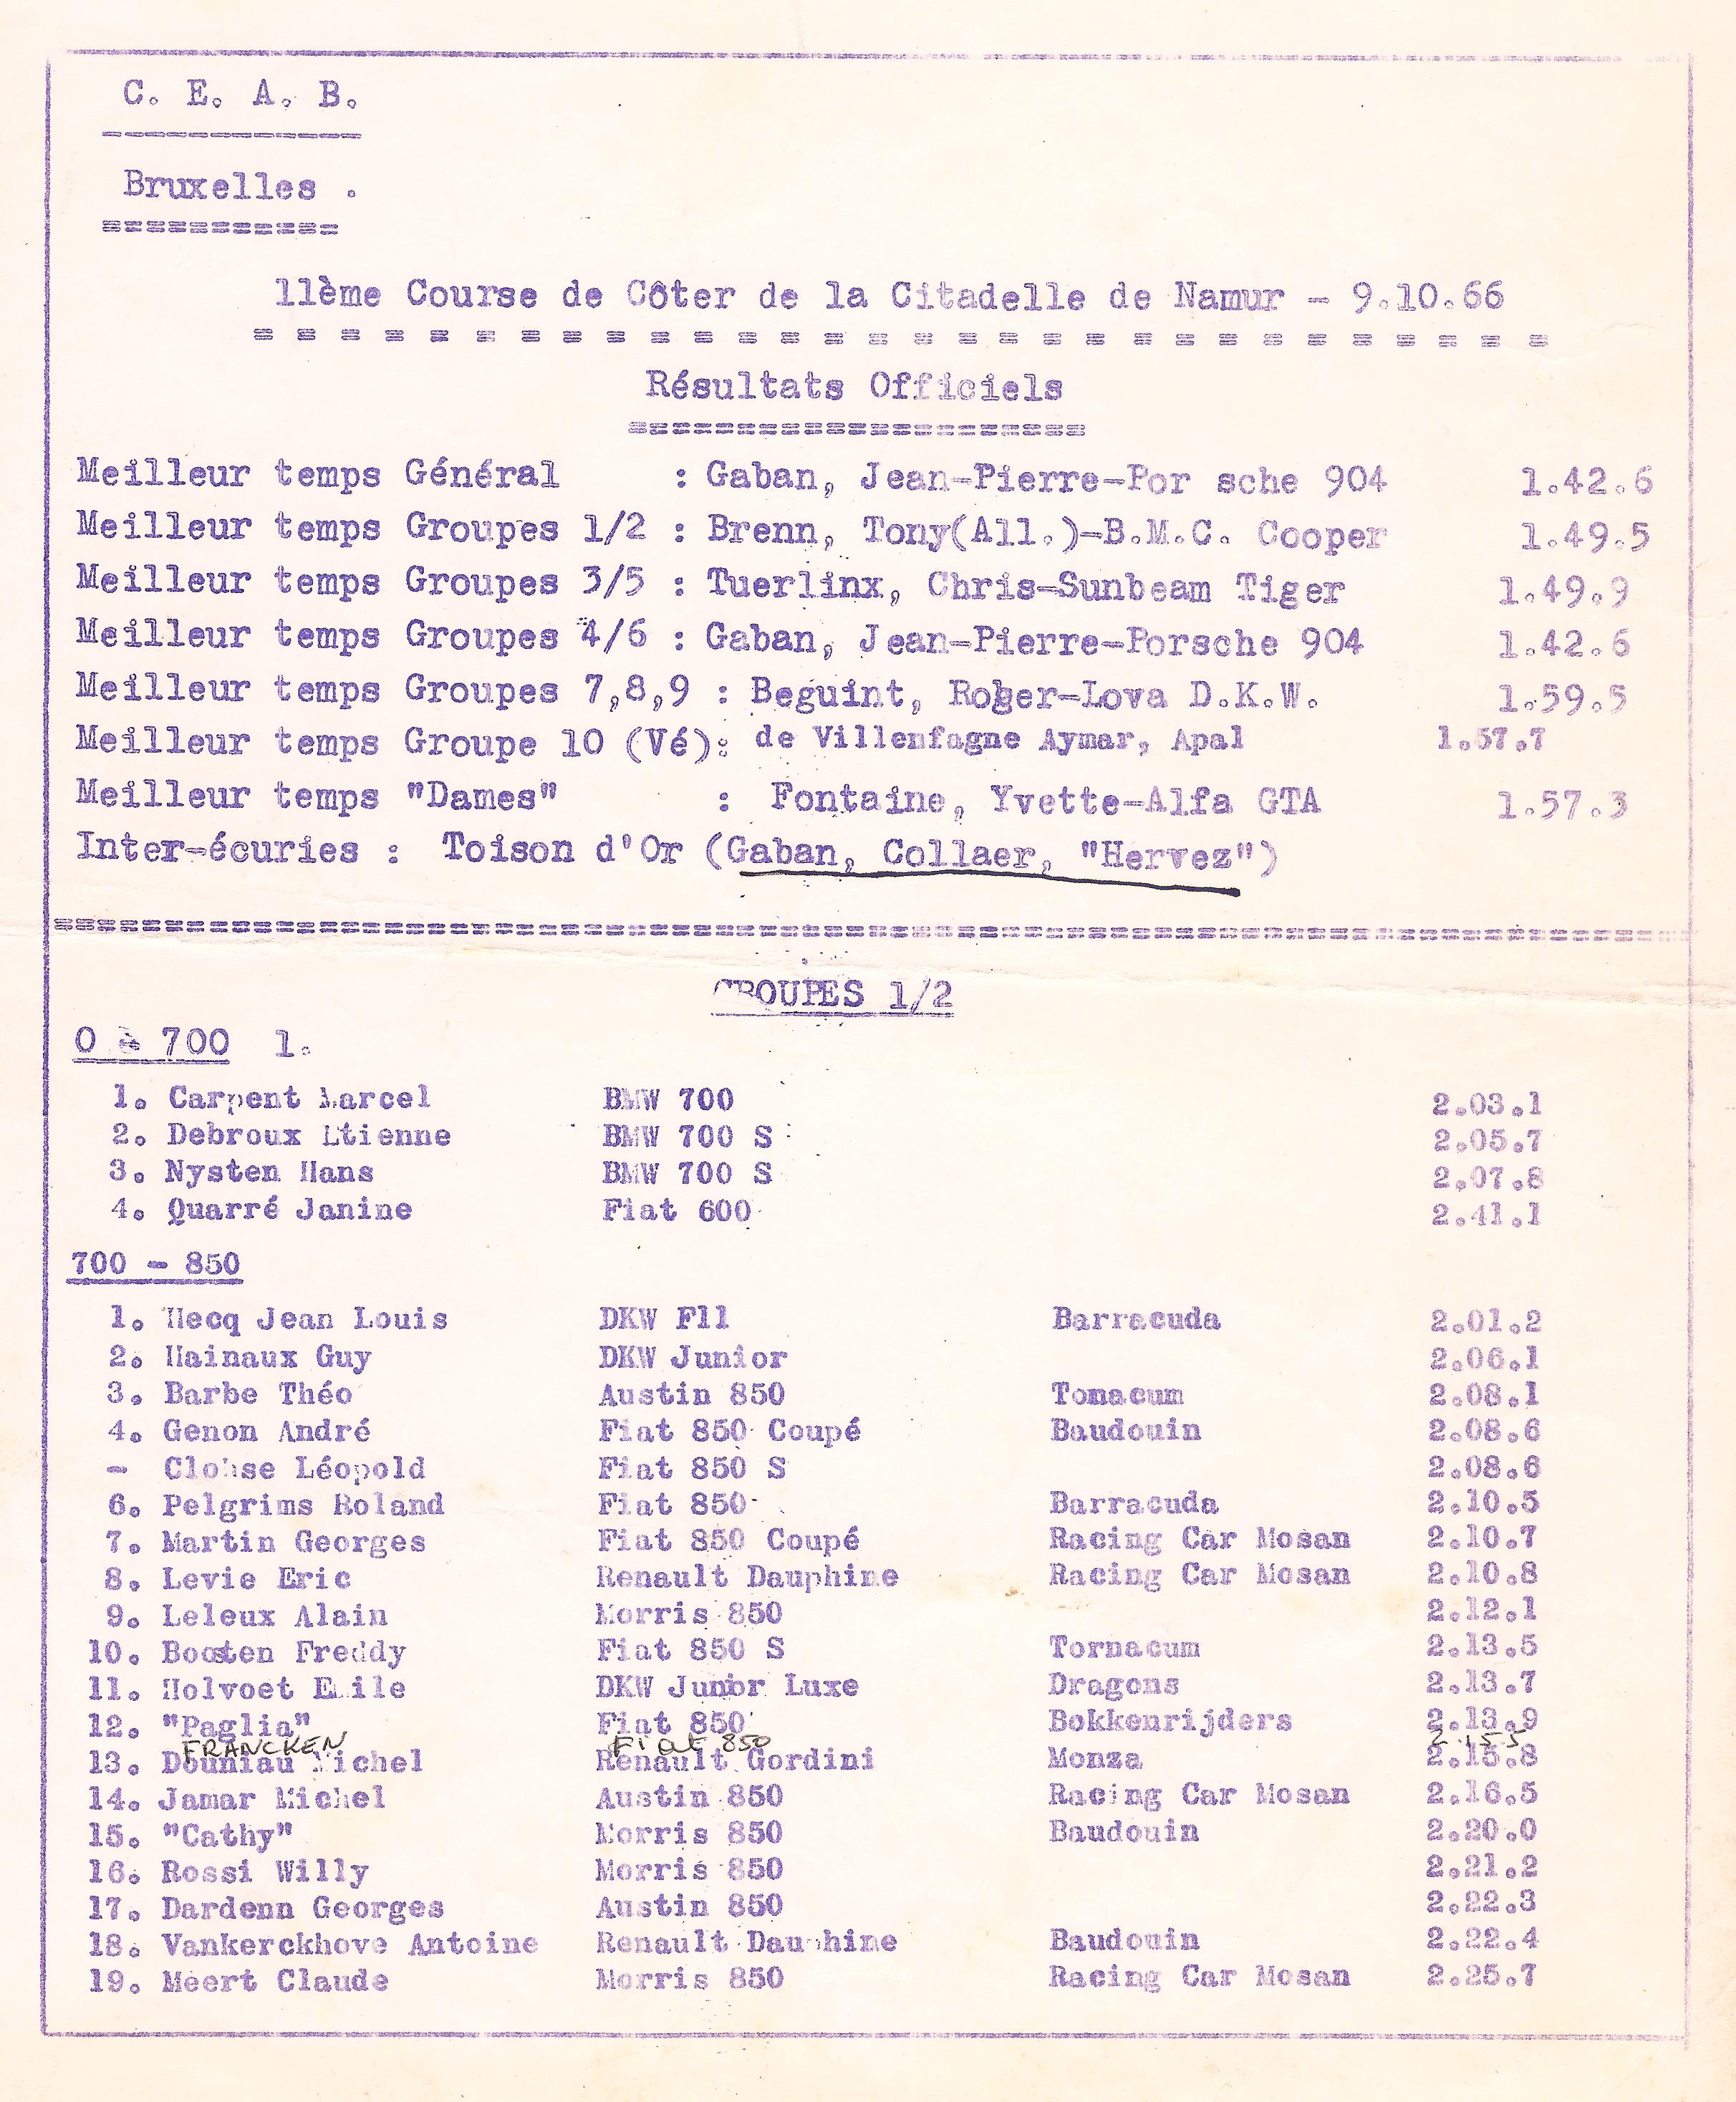 C. E. A. B.
Bruxelles .
11ème Course de Côter de la Citadelle de Namur - 9.10.66
Résultats Officiels
Meilleur temps Général : Gaban, Jean-Pierre-Por sche 904 1.42.6
Meilleur temps Groupes 1/2 : Brenn, Tony(All.)-B.M.C. Cooper 1.49.5
Meilleur temps Groupes 3/5 : Tuerlinx, Chris-Sunbeam Tiger 1.49.9
Meilleur temps Groupes 4/6 : Gaban, Jean-Pierre-Porsche 904 1.42.6
Meilleur temps Groupes 7,8,9 : Beguint, Roger-Lova D.K.W. 1.59.5
Meilleur temps Groupe 10 (Vé): de Villenfagne Aymar, Apal 1.57.7
Meilleur temps "Dames" : Fontaine, Yvette-Alfa GTA 1.57.3
Inter-écuries : Toison d'Or (Gaban, Collaer, "Hervez")
GROUPES 1/2
0 à 700 1.
1. Carpent Marcel BMW 700 2.03.1
2. Debroux Etienne BMW 700 S 2.05.7
3. Nysten Hans BMW 700 S 2.07.8
4. Quarré Janine Fiat 600 2.41.1
700 - 850
1. Hecq Jean Louis DKW F11 Barracuda 2.01.2
2. Hainaux Guy DKW Junior 2.06.1
3. Barbe Théo Austin 850 Tonacum 2.08.1
4. Genon André Fiat 850 Coupé Baudouin 2.08.6
- Léopold Fiat 850 S 2.08.6
6. Pelgrims Roland Fiat 850 Barracuda 2.10.5
7. Martin Georges Fiat 850 Coupé Racing Car Mosan 2.10.7
8. Levie Eric Renault Dauphine Racing Car Mosan 2.10.8
9. Leleux Alain Morris 850 2.12.1
10. Boosten Freddy Fiat 850 S Tornacum 2.13.5
11. Holvoet Emile DKW Junior Luxe Dragons 2.13.7
12. "Paglia" Fiat 850 Bokkenrijders 2.13.9
FRANCKEN Fiat 850 2.15.5
13. Douniau Michel Renault Gordini Monza 2.15.8
14. Jamar Michel Austin 850 Racing Car Mosan 2.16.5
15. "Cathy" Morris 850 Baudouin 2.20.0
16. Rossi Willy Morris 850 2.21.2
17. Dardenn Georges Austin 850 2.22.3
18. Vankerckhove Antoine Renault Dauphine Baudouin 2.22.4
19. Meert Claude Morris 850 Racing Car Mosan 2.25.7